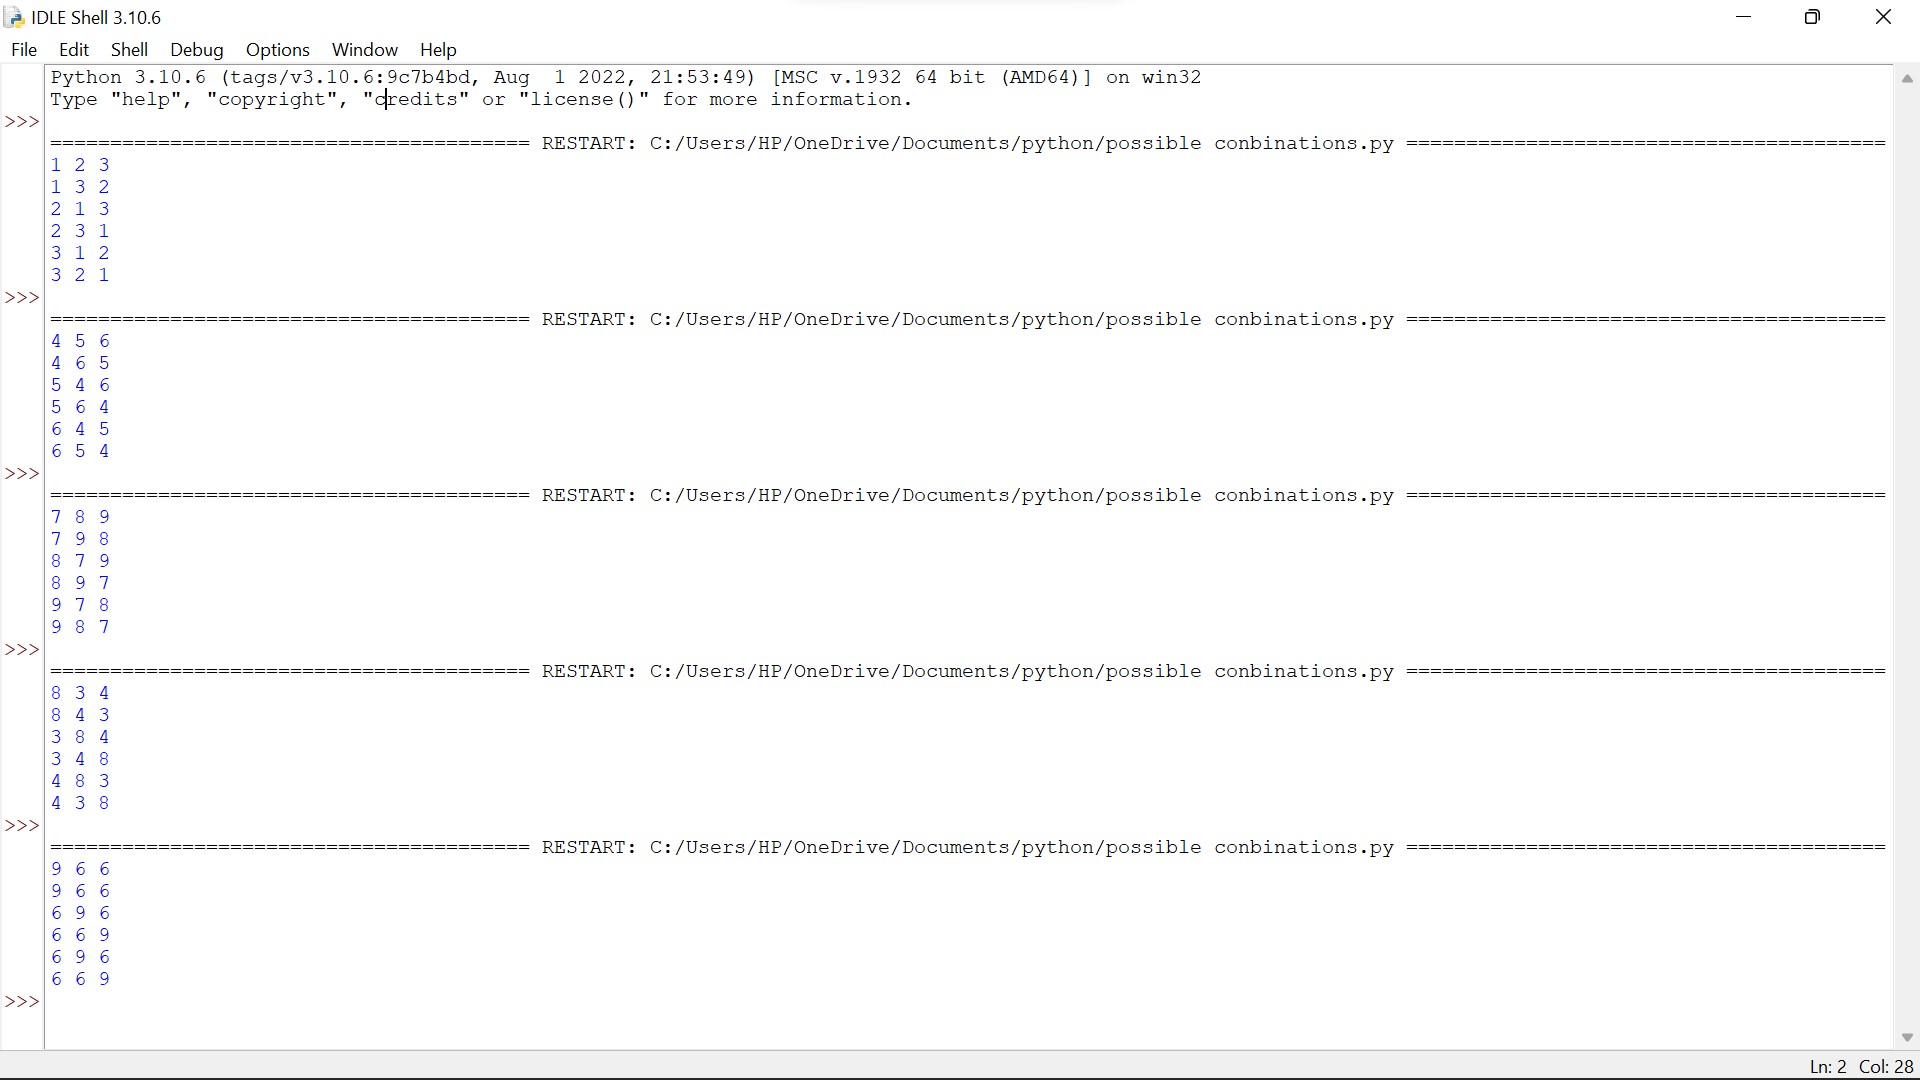 IDLE Shell 3.10.6
File Edit Shell Debug Options Window Help
Python 3.10.6 (tags/v3.10.6:9c7b4bd, Aug  1 2022, 21:53:49) [MSC v.1932 64 bit (AMD64)] on win32
Type "help", "copyright", "credits" or "license()" for more information.
>>>
======================================== RESTART: C:/Users/HP/OneDrive/Documents/python/possible conbinations.py ========================================
1 2 3
1 3 2
2 1 3
2 3 1
3 1 2
3 2 1
>>>
======================================== RESTART: C:/Users/HP/OneDrive/Documents/python/possible conbinations.py ========================================
4 5 6
4 6 5
5 4 6
5 6 4
6 4 5
6 5 4
>>>
======================================== RESTART: C:/Users/HP/OneDrive/Documents/python/possible conbinations.py ========================================
7 8 9
7 9 8
8 7 9
8 9 7
9 7 8
9 8 7
>>>
======================================== RESTART: C:/Users/HP/OneDrive/Documents/python/possible conbinations.py ========================================
8 3 4
8 4 3
3 8 4
3 4 8
4 8 3
4 3 8
>>>
======================================== RESTART: C:/Users/HP/OneDrive/Documents/python/possible conbinations.py ========================================
9 6 6
9 6 6
6 9 6
6 6 9
6 9 6
6 6 9
>>>
Ln: 2 Col: 28